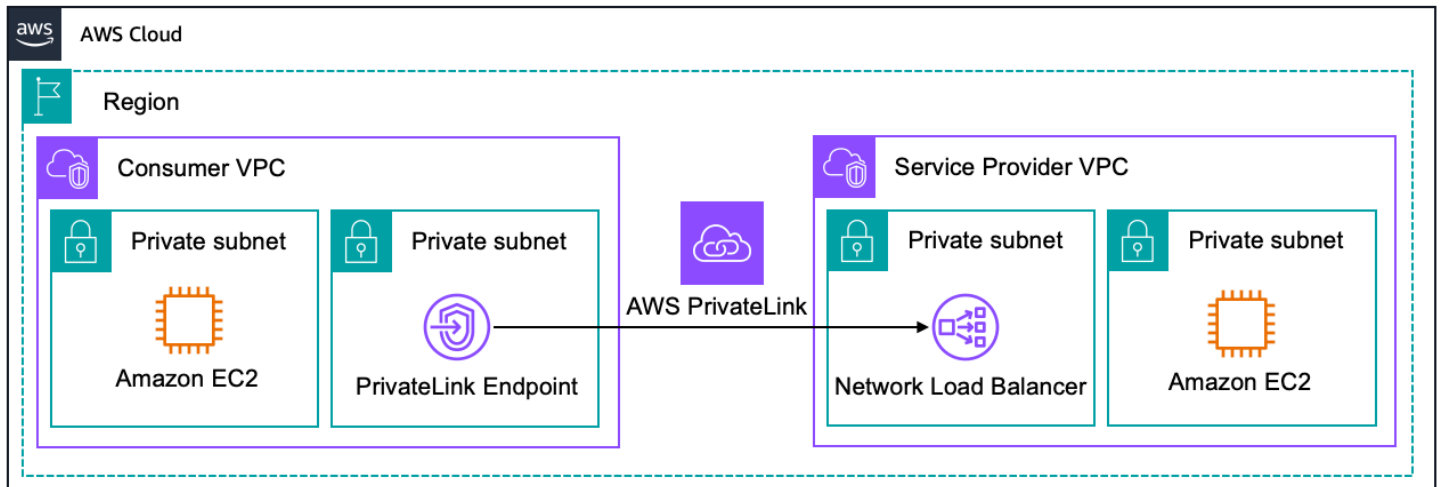 aws
AWS Cloud
Region
Consumer VPC
Private subnet
Amazon EC2
Private subnet
PrivateLink Endpoint
AWS PrivateLink
Service Provider VPC
Private subnet
Network Load Balancer
Private subnet
Amazon EC2